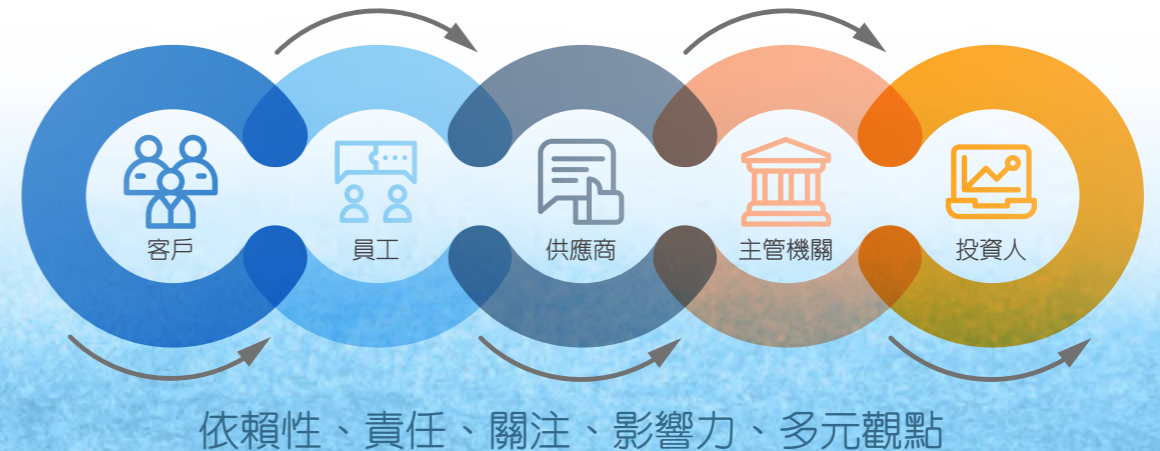 客戶
員工
供應商
主管機關
投資人
依賴性、責任、關注、影響力、多元觀點